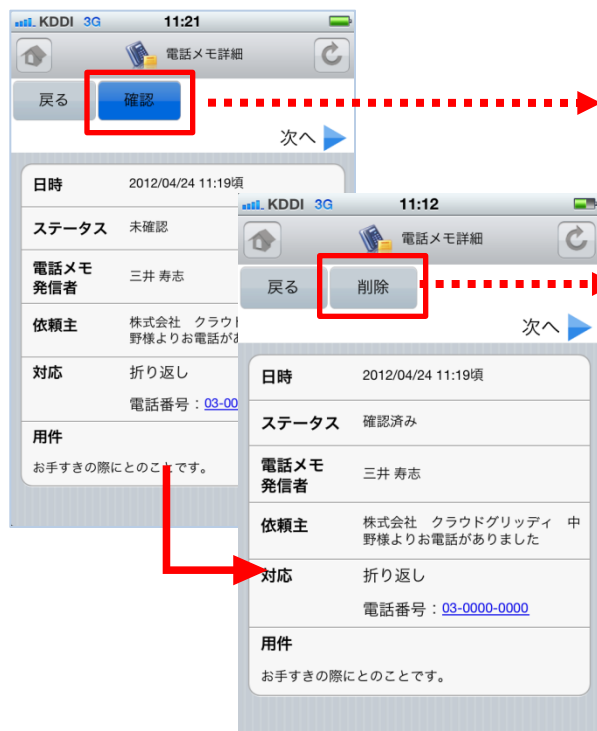 KDDI 3G 11:21
電話メモ詳細
戻る 確認
次へ
日時 2012/04/24 11:19頃
ステータス 未確認
電話メモ
発信者
三井 寿志
依頼主
株式会社 クラウド
野様よりお電話があ
対応 折り返し
電話番号：03-00
用件
お手すきの際にとのことです。
KDDI 3G 11:12
電話メモ詳細
戻る 削除
次へ
日時 2012/04/24 11:19頃
ステータス 確認済み
電話メモ
発信者
三井 寿志
依頼主
株式会社 クラウドグリッディ 中
野様よりお電話がありました
対応 折り返し
電話番号：03-0000-0000
用件
お手すきの際にとのことです。